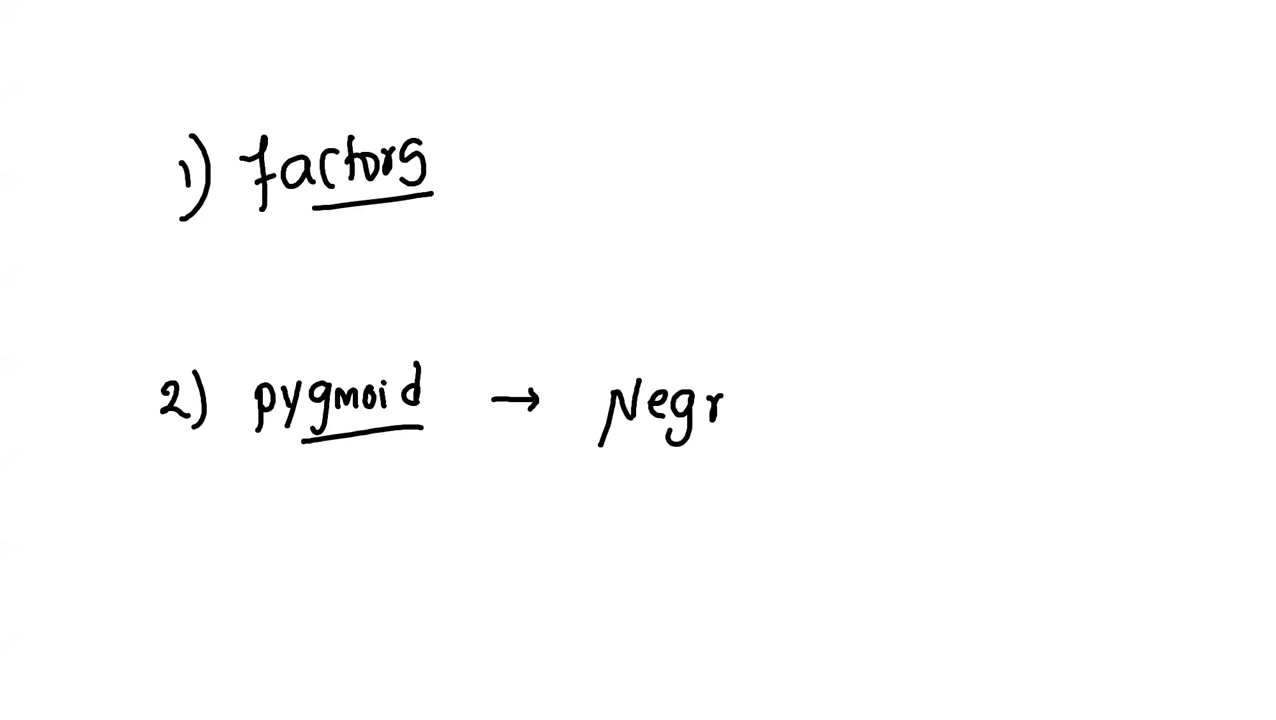 1) factors
2) pygmoid → Negr